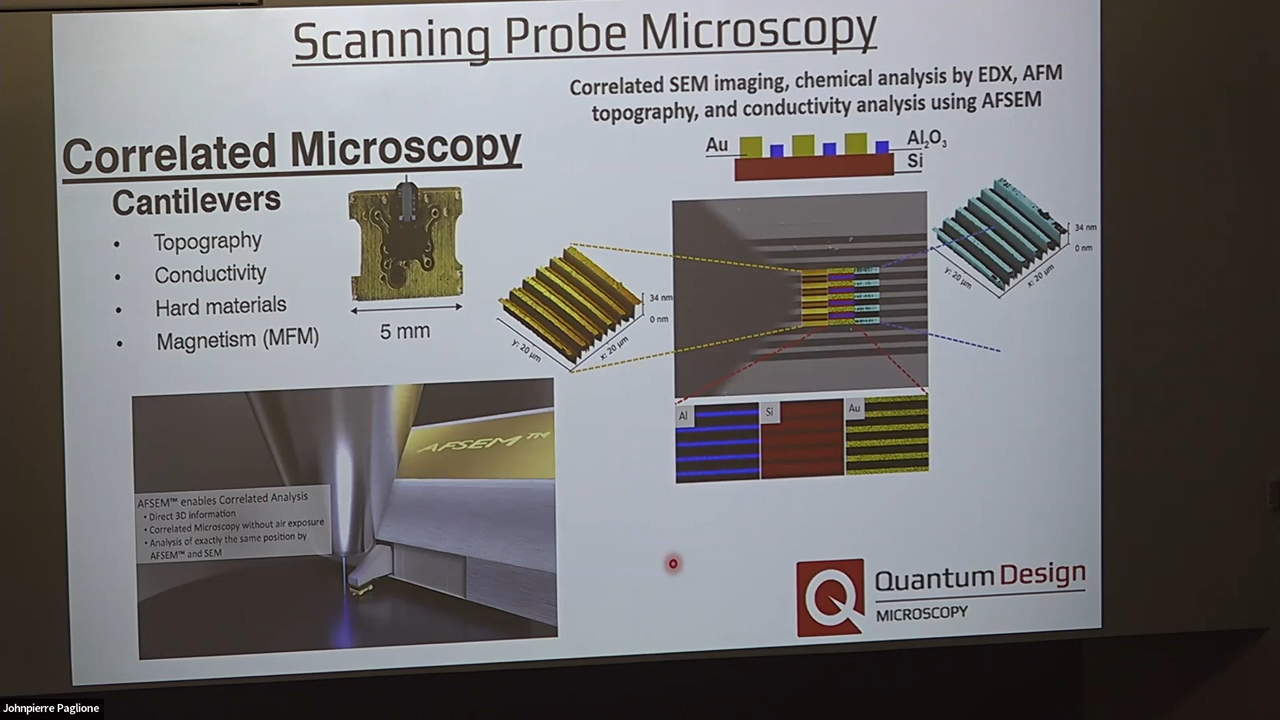 Scanning Probe Microscopy
Correlated SEM imaging, chemical analysis by EDX, AFM
topography, and conductivity analysis using AFSEM
Correlated Microscopy
Cantilevers
• Topography
• Conductivity
• Hard materials
• Magnetism (MFM)
5 mm
Au
Al₂O₃
Si
34 nm
0 nm
y: 20 µm
x: 20 µm
34 nm
0 nm
y: 20 µm
x: 20 µm
Al
Si
Au
AFSEM™
AFSEM™ enables Correlated Analysis
• Direct 3D information
• Correlated Microscopy without air exposure
• Analysis of exactly the same position by
AFSEM™ and SEM
Quantum Design
MICROSCOPY
Johnpierre Paglione